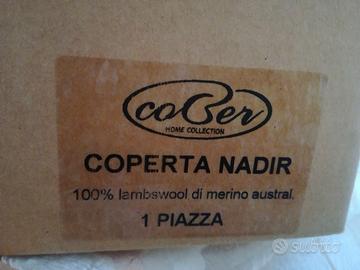 coBer
HOME COLLECTION
COPERTA NADIR
100% lambswool di merino austral.
1 PIAZZA
subito